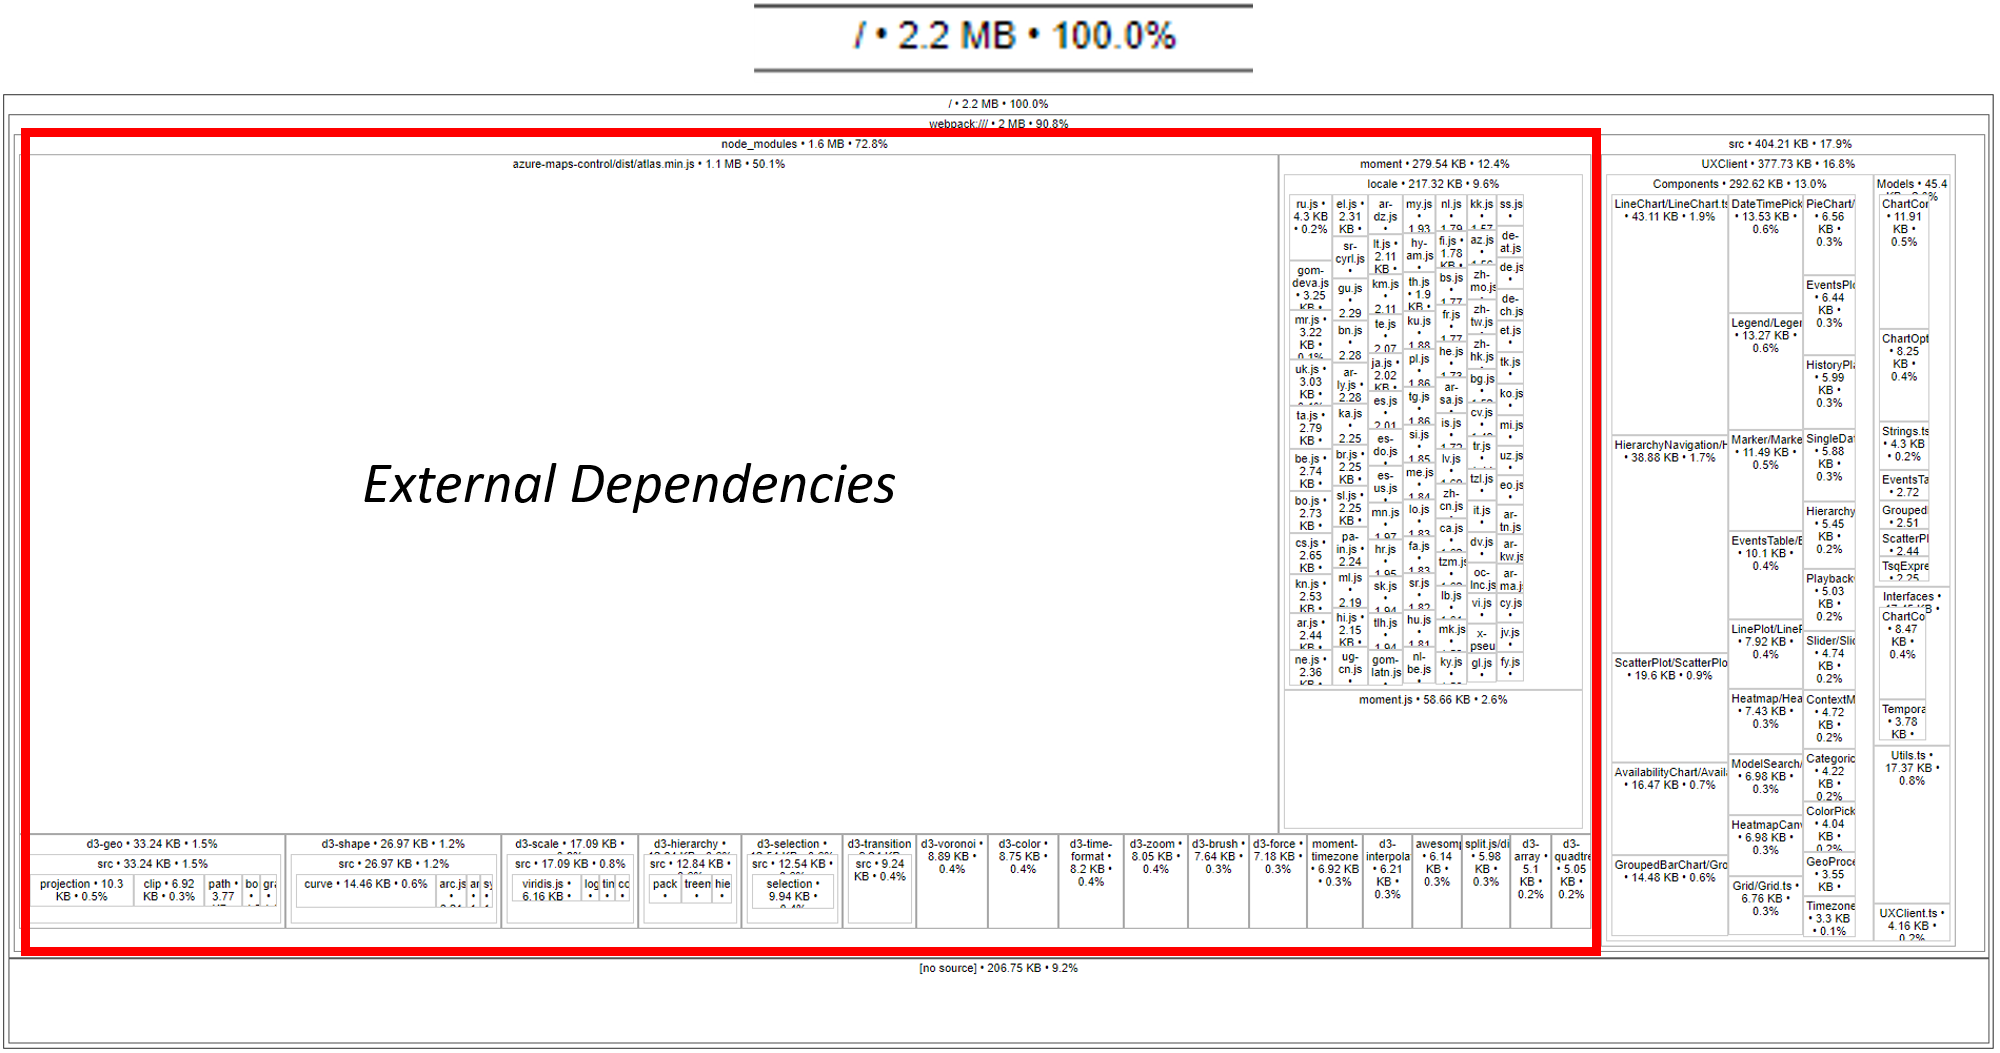 / • 2.2 MB • 100.0%
/ • 2.2 MB • 100.0%
webpack:/// • 2 MB • 90.8%
node_modules • 1.6 MB • 72.8%
azure-maps-control/dist/atlas.min.js • 1.1 MB • 50.1%
External Dependencies
moment • 279.54 KB • 12.4%
locale • 217.32 KB • 9.6%
ru.js •
4.3 KB
• 0.2%
gom-
deva.js
• 3.25
KB •
mr.js •
3.22
KB •
0.1%
uk.js •
3.03
KB •
ta.js •
2.79
KB •
be.js •
2.74
KB •
bo.js •
2.73
KB •
cs.js •
2.65
KB •
kn.js •
2.53
KB •
ar.js •
2.44
KB •
ne.js •
2.36
KB •
el.js •
2.31
KB •
sr-
cyrl.js
•
gu.js
•
2.29
bn.js
•
2.28
ar-
ly.js •
2.28
ka.js
•
2.25
br.js •
2.25
KB •
sl.js •
2.25
KB •
pa-
in.js •
2.24
ml.js
•
2.19
hi.js •
2.15
KB •
ug-
cn.js
•
ar-
dz.js
•
lt.js •
2.11
KB •
km.js
•
2.11
te.js
•
2.07
ja.js •
2.02
KB •
es.js
•
2.01
es-
do.js
•
es-
us.js
•
mn.js
•
1.97
hr.js
•
1.95
sk.js
•
1.94
tlh.js
•
1.94
gom-
latn.js
•
my.js
•
1.93
hy-
am.js
•
th.js
• 1.9
KB •
ku.js
•
1.88
pl.js
•
1.86
tg.js
•
1.86
si.js
•
1.85
me.js
•
1.84
lo.js
•
1.83
fa.js
•
1.83
sr.js
•
1.82
hu.js
•
1.81
nl-
be.js
•
nl.js
•
1.79
fi.js •
1.78
KB •
bs.js
•
1.77
fr.js
•
1.77
he.js
•
1.73
ar-
sa.js
•
is.js
•
1.72
lv.js
•
zh-
cn.js
•
ca.js
•
tzm.js
•
lb.js
•
mk.js
•
ky.js
•
kk.js
•
1.57
az.js
•
zh-
mo.js
zh-
tw.js
zh-
hk.js
bg.js
•
cv.js
•
tr.js
•
tzl.js
•
it.js
•
dv.js
•
oc-
lnc.js
vi.js
•
x-
pseu
gl.js
•
ss.js
•
de-
at.js
de.js
•
de-
ch.js
et.js
•
tk.js
•
ko.js
•
mi.js
•
uz.js
•
eo.js
•
ar-
tn.js
ar-
kw.js
ar-
ma.j
cy.js
•
jv.js
•
fy.js
•
moment.js • 58.66 KB • 2.6%
d3-geo • 33.24 KB • 1.5%
src • 33.24 KB • 1.5%
projection • 10.3
KB • 0.5%
clip • 6.92
KB • 0.3%
path •
3.77
bo
•
gra
•
d3-shape • 26.97 KB • 1.2%
src • 26.97 KB • 1.2%
curve • 14.46 KB • 0.6%
arc.js
•
ar
•
sy
•
d3-scale • 17.09 KB •
src • 17.09 KB • 0.8%
viridis.js •
6.16 KB •
log
•
tin
•
cc
•
d3-hierarchy •
src • 12.84 KB •
pack
•
treen
•
hie
•
d3-selection •
src • 12.54 KB •
selection •
9.94 KB •
0.4%
d3-transition
src • 9.24
KB • 0.4%
d3-voronoi •
8.89 KB •
0.4%
d3-color •
8.75 KB •
0.4%
d3-time-
format •
8.2 KB •
0.4%
d3-zoom •
8.05 KB •
0.4%
d3-brush •
7.64 KB •
0.3%
d3-force •
7.18 KB •
0.3%
moment-
timezone
• 6.92 KB
• 0.3%
d3-
interpola
• 6.21
KB •
0.3%
awesomp
• 6.14
KB •
0.3%
split.js/di
• 5.98
KB •
0.3%
d3-
array •
5.1
KB •
0.2%
d3-
quadtre
• 5.05
KB •
0.2%
src • 404.21 KB • 17.9%
UXClient • 377.73 KB • 16.8%
Components • 292.62 KB • 13.0%
LineChart/LineChart.ts
• 43.11 KB • 1.9%
HierarchyNavigation/H
• 38.88 KB • 1.7%
ScatterPlot/ScatterPlo
• 19.6 KB • 0.9%
AvailabilityChart/Avail
• 16.47 KB • 0.7%
GroupedBarChart/Gro
• 14.48 KB • 0.6%
DateTimePick
• 13.53 KB •
0.6%
Legend/Leger
• 13.27 KB •
0.6%
Marker/Marke
• 11.49 KB •
0.5%
EventsTable/E
• 10.1 KB •
0.4%
LinePlot/LineF
• 7.92 KB •
0.4%
Heatmap/Hea
• 7.43 KB •
0.3%
ModelSearch/
• 6.98 KB •
0.3%
HeatmapCanv
• 6.98 KB •
0.3%
Grid/Grid.ts •
6.76 KB •
0.3%
PieChart/
• 6.56
KB •
0.3%
EventsPlo
• 6.44
KB •
0.3%
HistoryPla
• 5.99
KB •
0.3%
SingleDat
• 5.88
KB •
0.3%
Hierarchy
• 5.45
KB •
0.2%
Playback
• 5.03
KB •
0.2%
Slider/Slic
• 4.74
KB •
0.2%
ContextM
• 4.72
KB •
0.2%
Categoric
• 4.22
KB •
0.2%
ColorPick
• 4.04
KB •
0.2%
GeoProce
• 3.55
KB •
Timezone
• 3.3 KB
• 0.1%
Models • 45.4
ChartCor
• 11.91
KB •
0.5%
ChartOpt
• 8.25
KB •
0.4%
Strings.ts
• 4.3 KB
• 0.2%
EventsTa
• 2.72
Grouped
• 2.51
ScatterPl
• 2.44
TsqExpre
• 2.25
Interfaces •
ChartCo
• 8.47
KB •
0.4%
Tempora
• 3.78
KB •
Utils.ts •
17.37 KB •
0.8%
UXClient.ts •
4.16 KB •
0.2%
[no source] • 206.75 KB • 9.2%